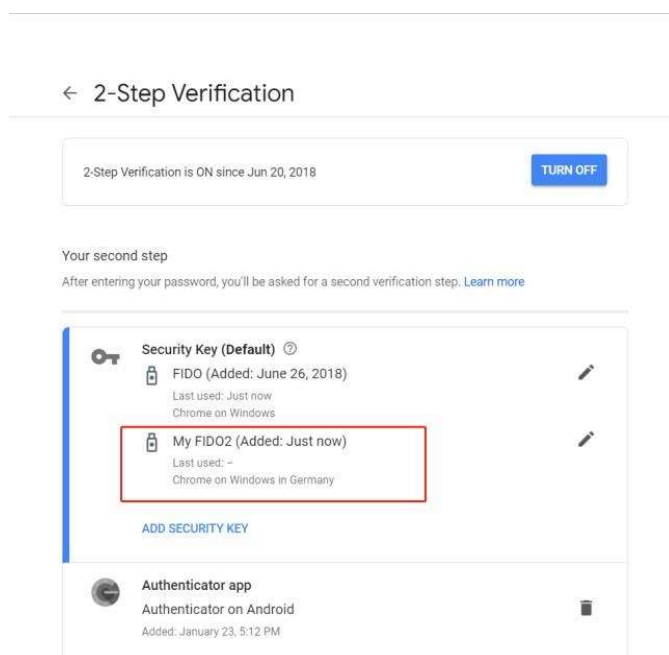 2-Step Verification
2-Step Verification is ON since Jun 20, 2018
TURN OFF
Your second step
After entering your password, you'll be asked for a second verification step. Learn more
Security Key (Default)
FIDO (Added: June 26, 2018)
Last used: Just now
Chrome on Windows
My FIDO2 (Added: Just now)
Last used: –
Chrome on Windows in Germany
ADD SECURITY KEY
Authenticator app
Authenticator on Android
Added: January 23, 5:12 PM